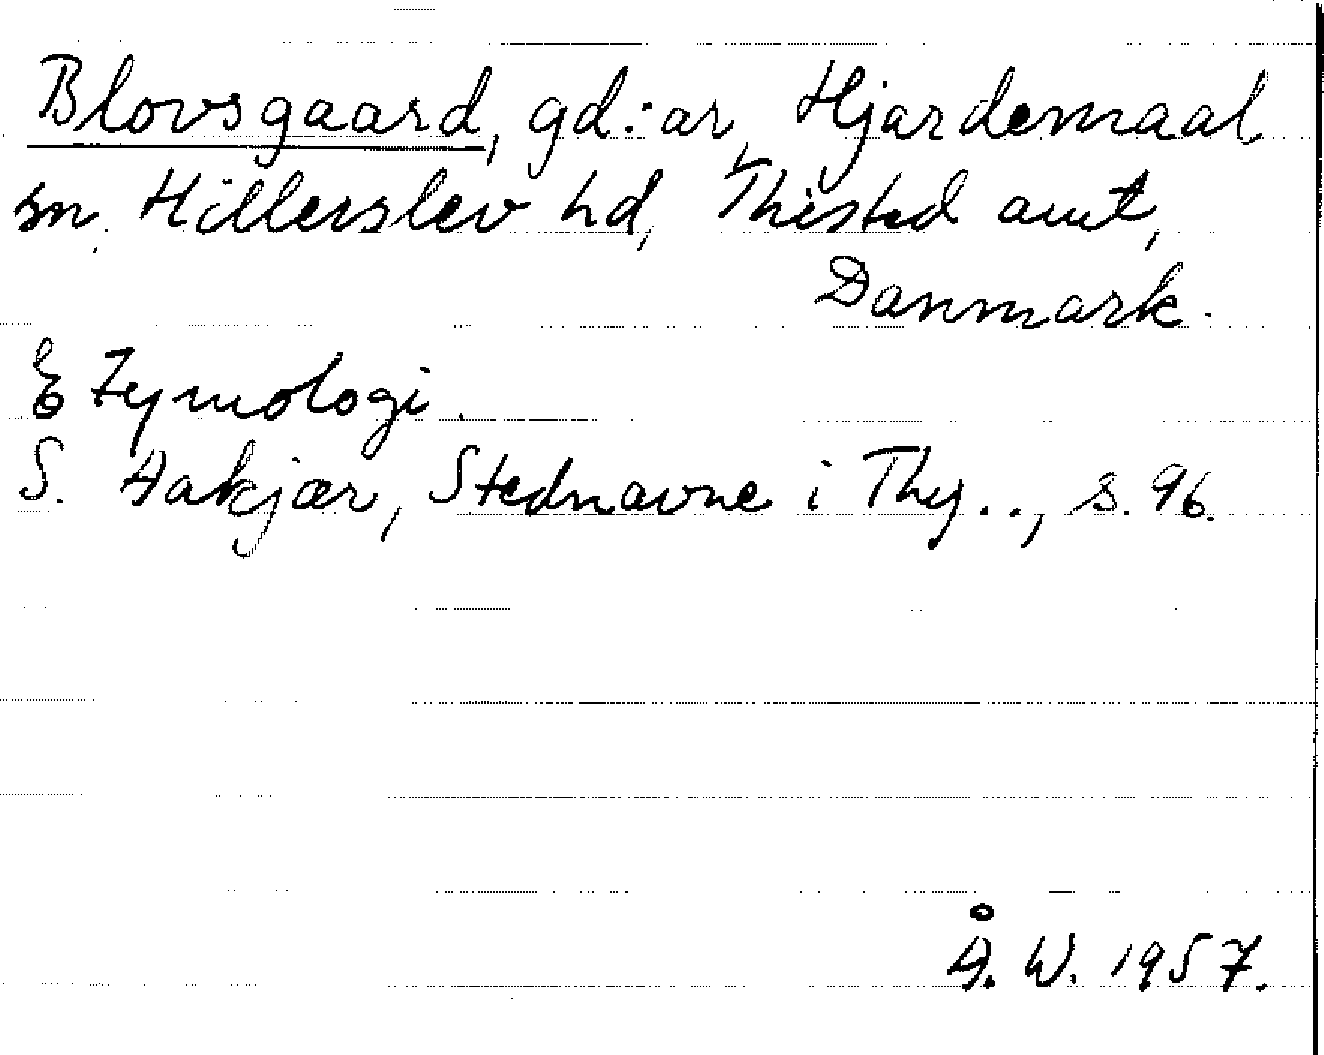 Blovsgaard, gd:ar, Hjardemaal
sn, Hillerslev hd, Thisted amt,
Danmark.
Etymologi.
S. Aakjær, Stednavne i Thy.., s. 96.
Å. W. 1957.